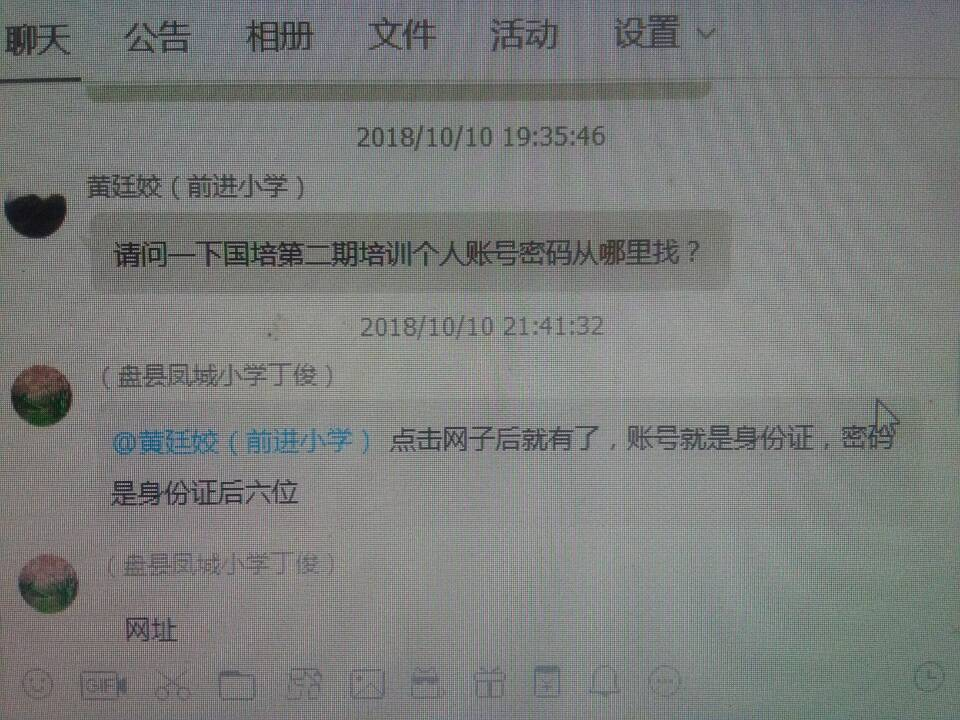 聊天 公告 相册 文件 活动 设置
2018/10/10 19:35:46
黄廷姣（前进小学）
请问一下国培第二期培训个人账号密码从哪里找？
2018/10/10 21:41:32
（盘县凤城小学丁俊）
@黄廷姣（前进小学） 点击网子后就有了，账号就是身份证，密码
是身份证后六位
（盘县凤城小学丁俊）
网址
GIF